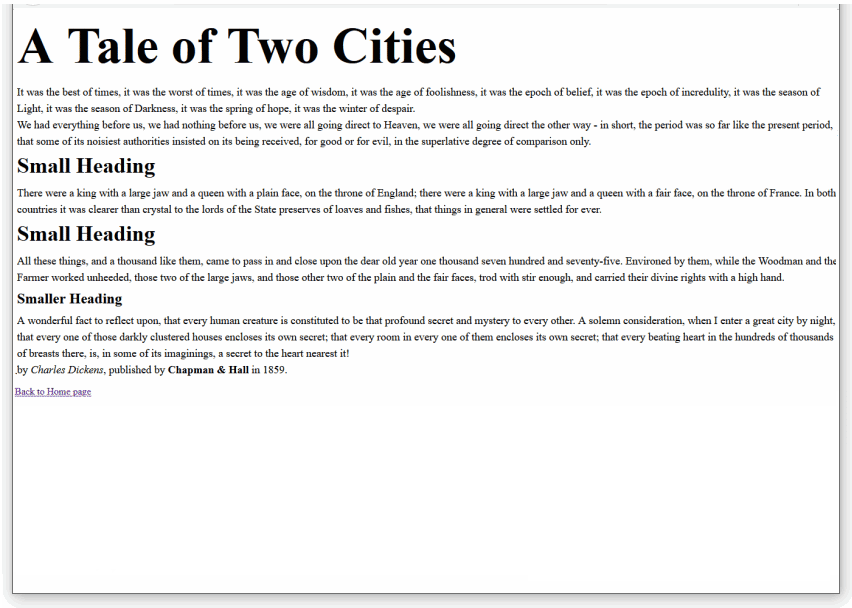 A Tale of Two Cities
It was the best of times, it was the worst of times, it was the age of wisdom, it was the age of foolishness, it was the epoch of belief, it was the epoch of incredulity, it was the season of
Light, it was the season of Darkness, it was the spring of hope, it was the winter of despair.
We had everything before us, we had nothing before us, we were all going direct to Heaven, we were all going direct the other way - in short, the period was so far like the present period,
that some of its noisiest authorities insisted on its being received, for good or for evil, in the superlative degree of comparison only.
Small Heading
There were a king with a large jaw and a queen with a plain face, on the throne of England; there were a king with a large jaw and a queen with a fair face, on the throne of France. In both
countries it was clearer than crystal to the lords of the State preserves of loaves and fishes, that things in general were settled for ever.
Small Heading
All these things, and a thousand like them, came to pass in and close upon the dear old year one thousand seven hundred and seventy-five. Environed by them, while the Woodman and the
Farmer worked unheeded, those two of the large jaws, and those other two of the plain and the fair faces, trod with stir enough, and carried their divine rights with a high hand.
Smaller Heading
A wonderful fact to reflect upon, that every human creature is constituted to be that profound secret and mystery to every other. A solemn consideration, when I enter a great city by night,
that every one of those darkly clustered houses encloses its own secret; that every room in every one of them encloses its own secret; that every beating heart in the hundreds of thousands
of breasts there, is, in some of its imaginings, a secret to the heart nearest it!
.by Charles Dickens, published by Chapman & Hall in 1859.
Back to Home page